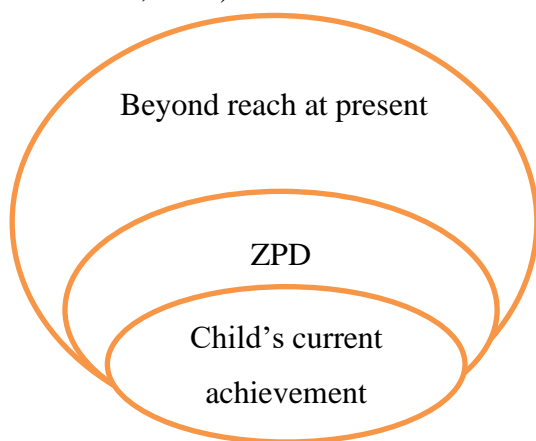 Beyond reach at present
ZPD
Child’s current
achievement